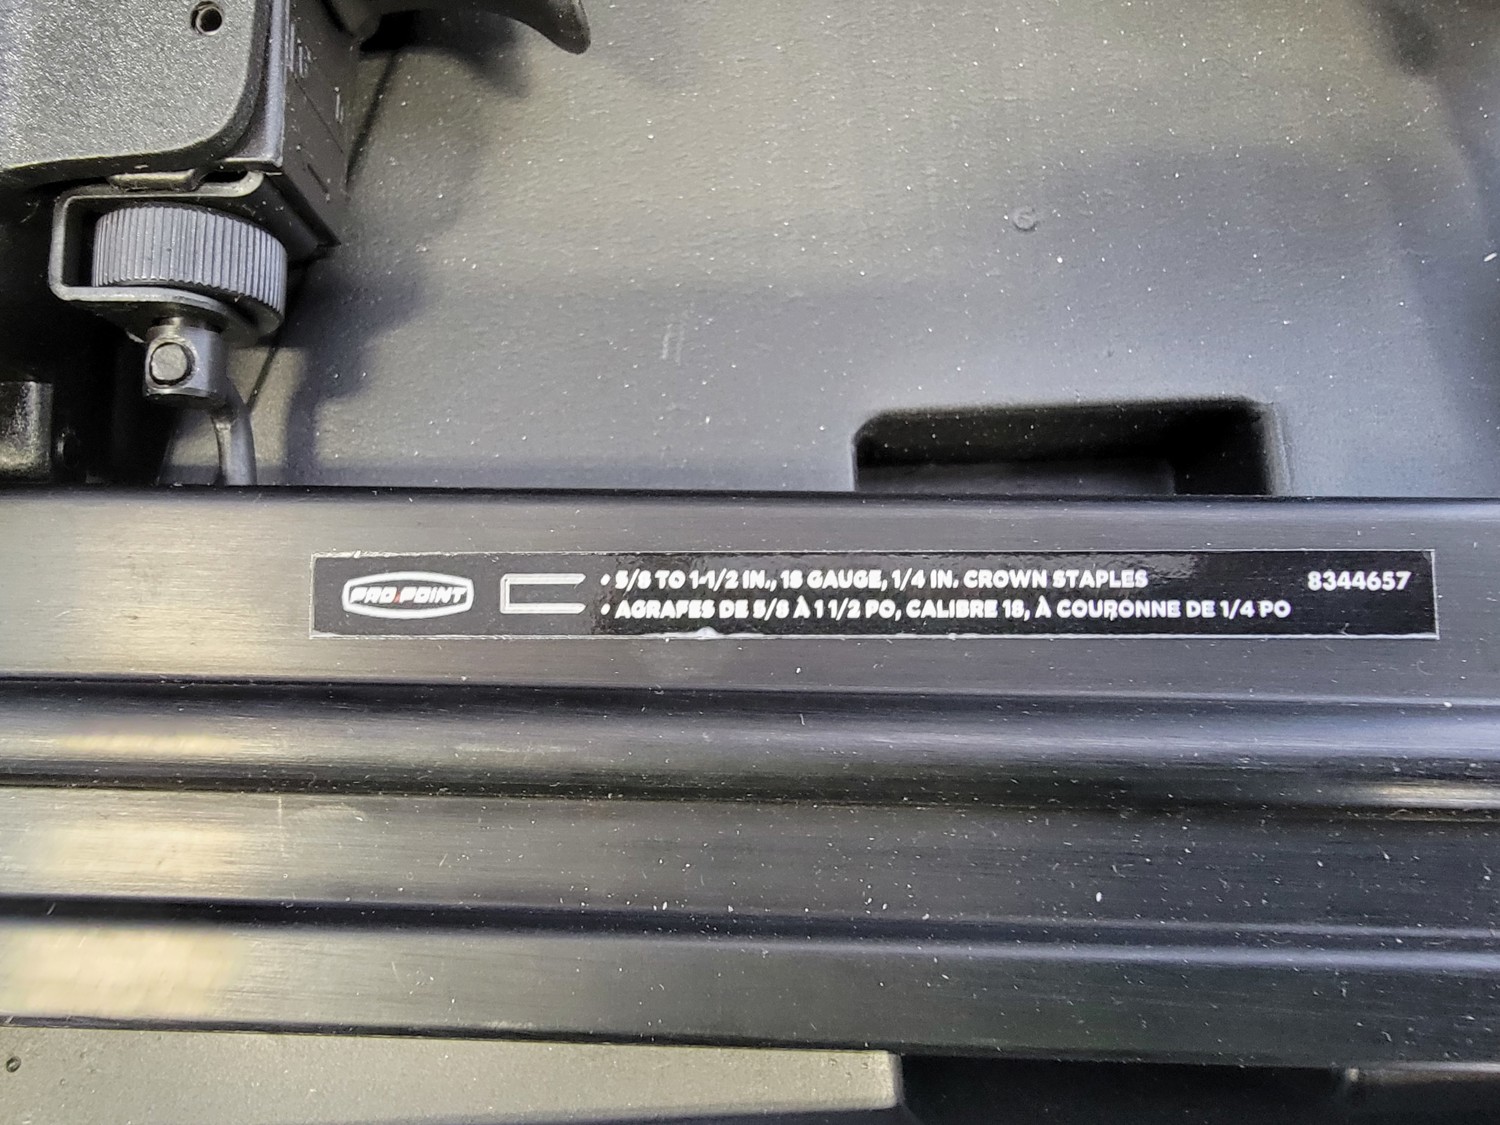 PRO.POINT
• 5/8 TO 1-1/2 IN., 18 GAUGE, 1/4 IN. CROWN STAPLES
8344657
• AGRAFES DE 5/8 À 1 1/2 PO, CALIBRE 18, À COURONNE DE 1/4 PO